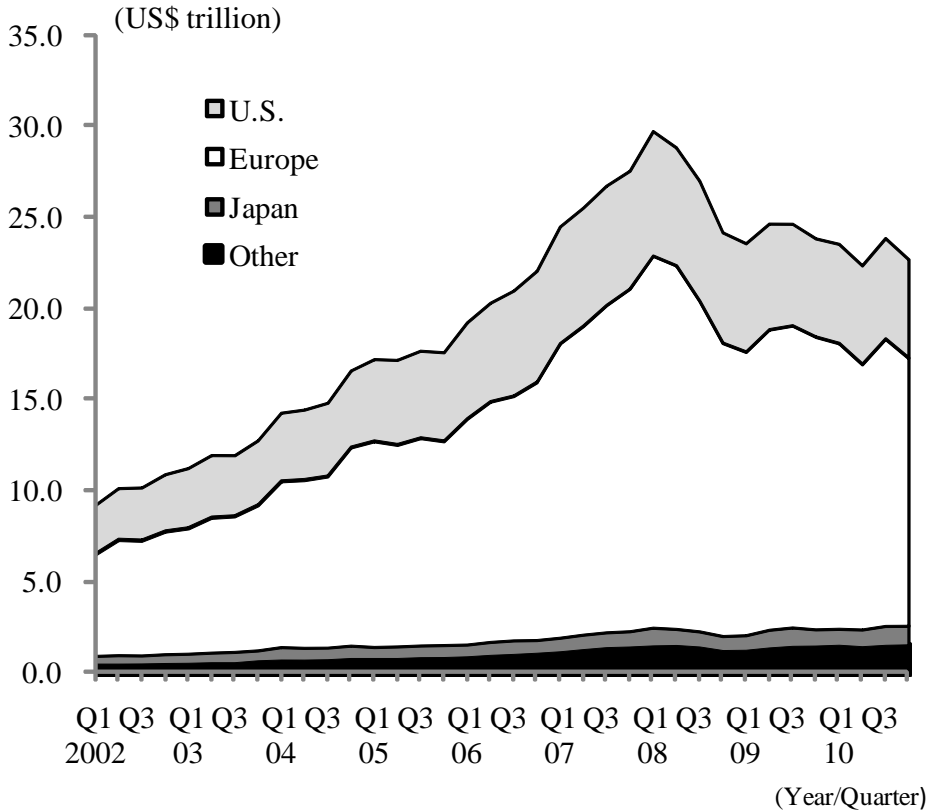 (US$ trillion)
35.0
30.0
25.0
20.0
15.0
10.0
5.0
0.0
U.S.
Europe
Japan
Other
Q1 Q3 Q1 Q3 Q1 Q3 Q1 Q3 Q1 Q3 Q1 Q3 Q1 Q3 Q1 Q3 Q1 Q3
2002 03 04 05 06 07 08 09 10
(Year/Quarter)